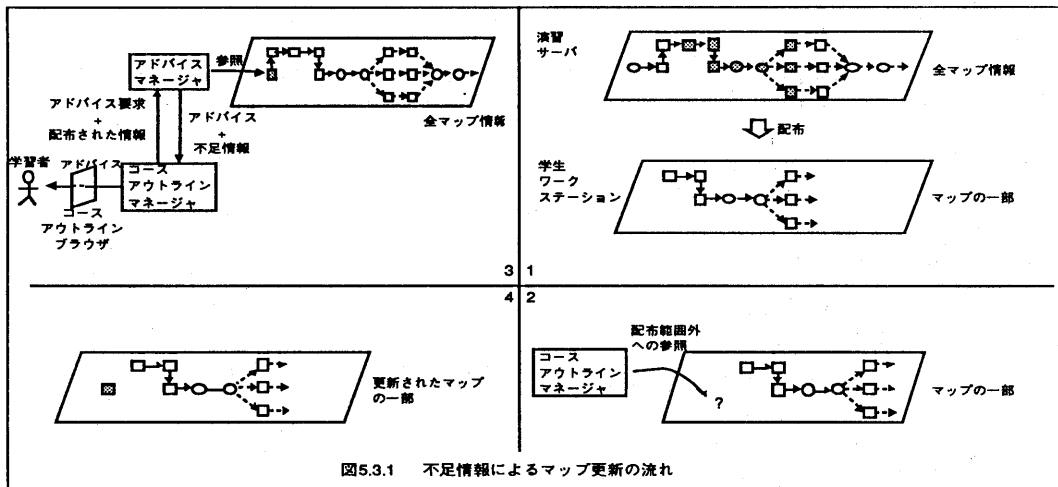 アドバイス
マネージャ
参照
全マップ情報
アドバイス要求
+
配布された情報
アドバイス
+
不足情報
学習者
アドバイス
コース
アウトライン
マネージャ
コース
アウトライン
ブラウザ
3
1
演習
サーバ
全マップ情報
配布
学生
ワーク
ステーション
マップの一部
4
2
更新されたマップ
の一部
配布範囲外
への参照
コース
アウトライン
マネージャ
?
マップの一部
図5.3.1 不足情報によるマップ更新の流れ